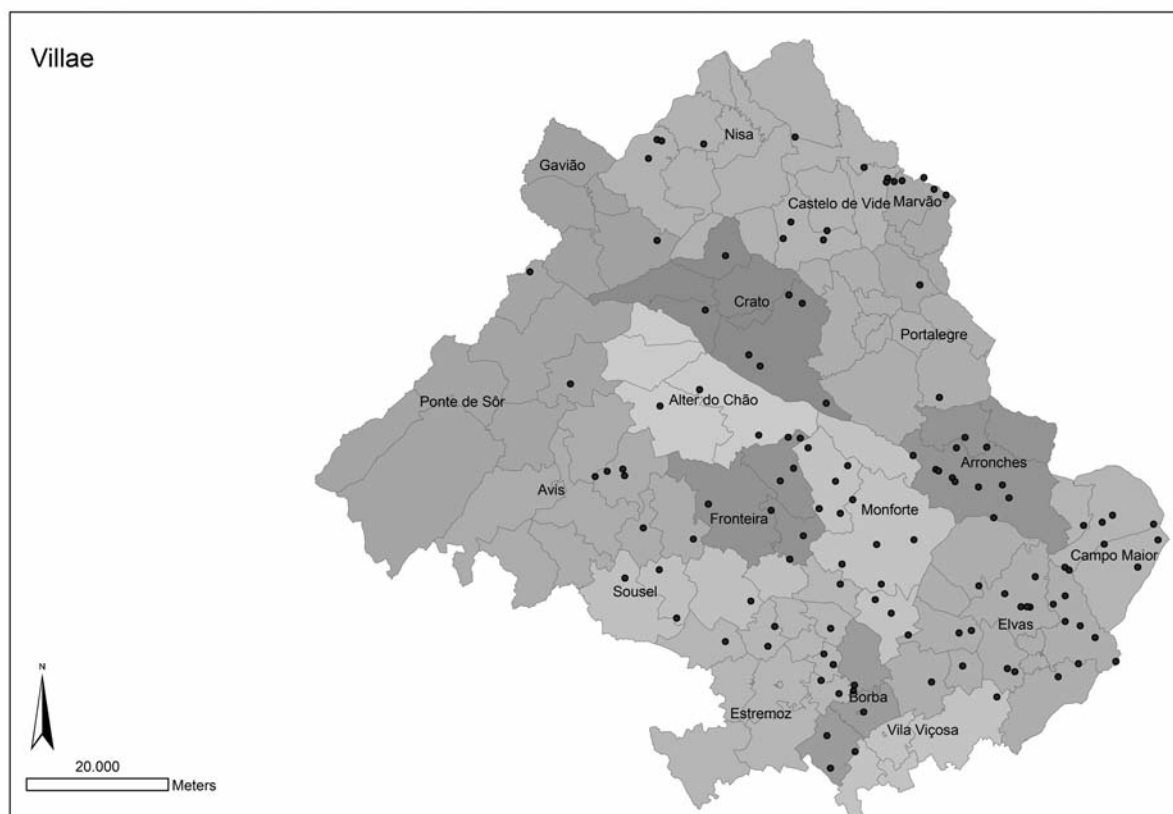 Villae
Nisa
Gavião
Castelo de Vide
Marvão
Crato
Portalegre
Ponte de Sôr
Alter do Chão
Arronches
Avis
Fronteira
Monforte
Campo Maior
Sousel
Elvas
Borba
Estremoz
Vila Viçosa
N
20.000
Meters